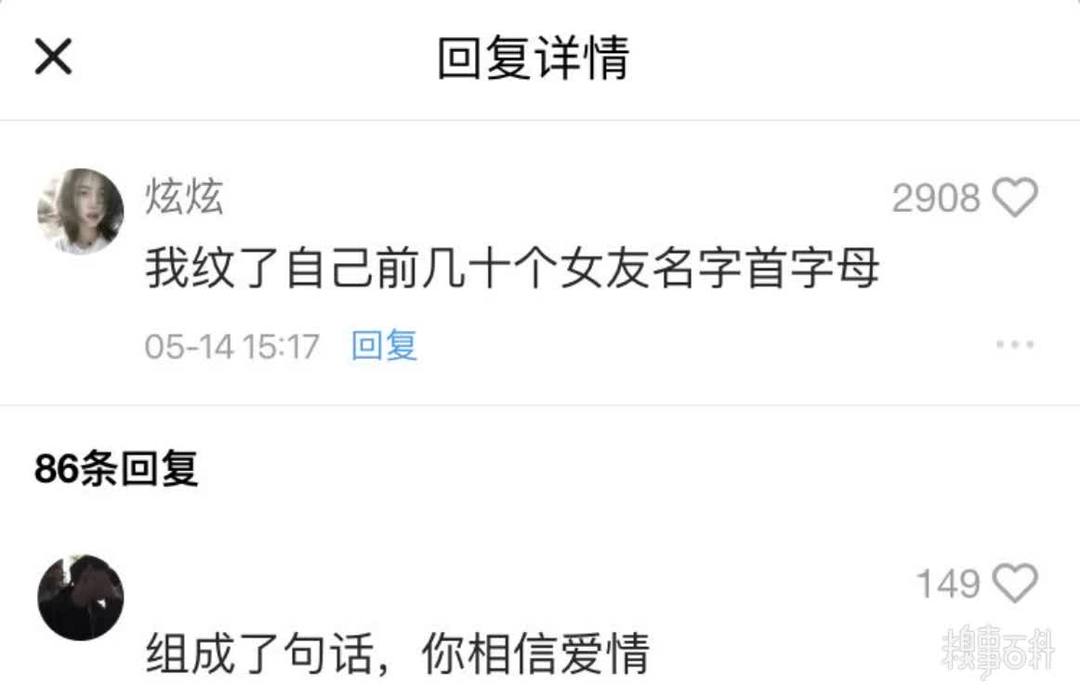 回复详情
炫炫
2908
我纹了自己前几十个女友名字首字母
05-14 15:17 回复
86条回复
149
组成了句话，你相信爱情
糗事百科